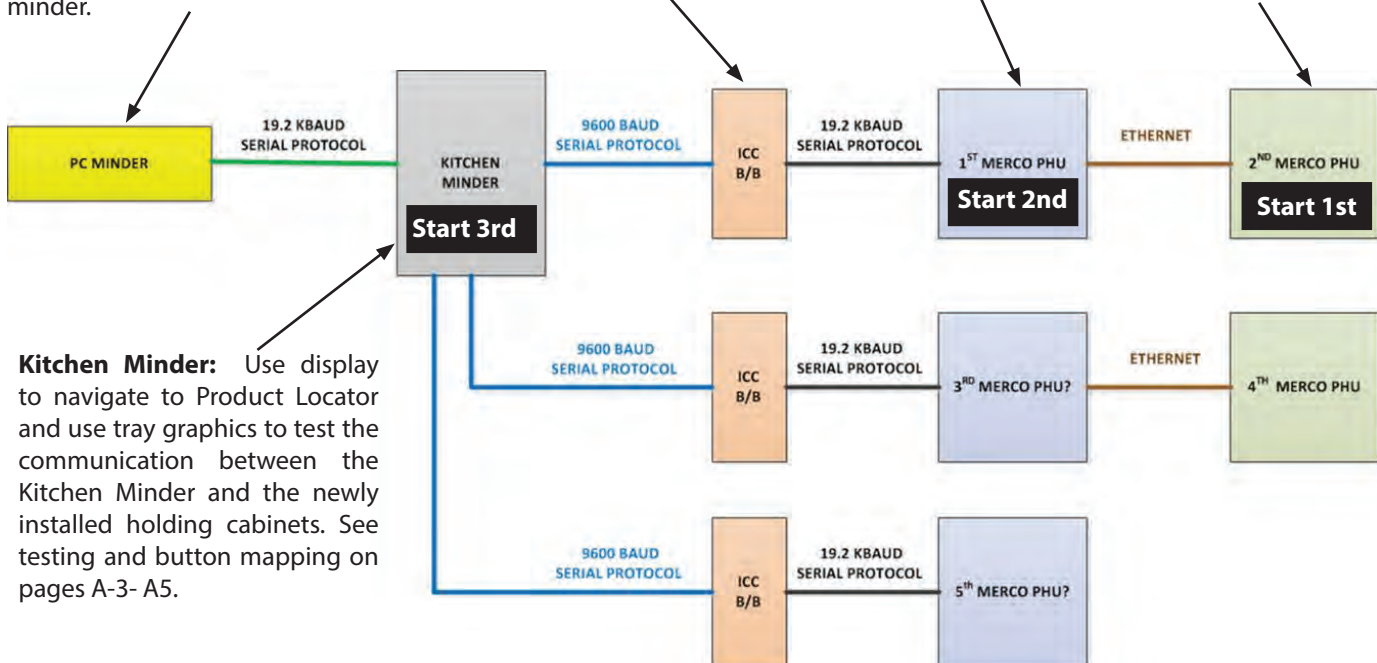 minder.
19.2 KBAUD
SERIAL PROTOCOL
9600 BAUD
SERIAL PROTOCOL
19.2 KBAUD
SERIAL PROTOCOL
ETHERNET
PC MINDER
KITCHEN
MINDER
Start 3rd
ICC
B/B
1ST MERCO PHU
Start 2nd
2ND MERCO PHU
Start 1st
Kitchen Minder: Use display
to navigate to Product Locator
and use tray graphics to test the
communication between the
Kitchen Minder and the newly
installed holding cabinets. See
testing and button mapping on
pages A-3- A5.
9600 BAUD
SERIAL PROTOCOL
ICC
B/B
19.2 KBAUD
SERIAL PROTOCOL
3RD MERCO PHU?
ETHERNET
4TH MERCO PHU
9600 BAUD
SERIAL PROTOCOL
ICC
B/B
19.2 KBAUD
SERIAL PROTOCOL
5th MERCO PHU?